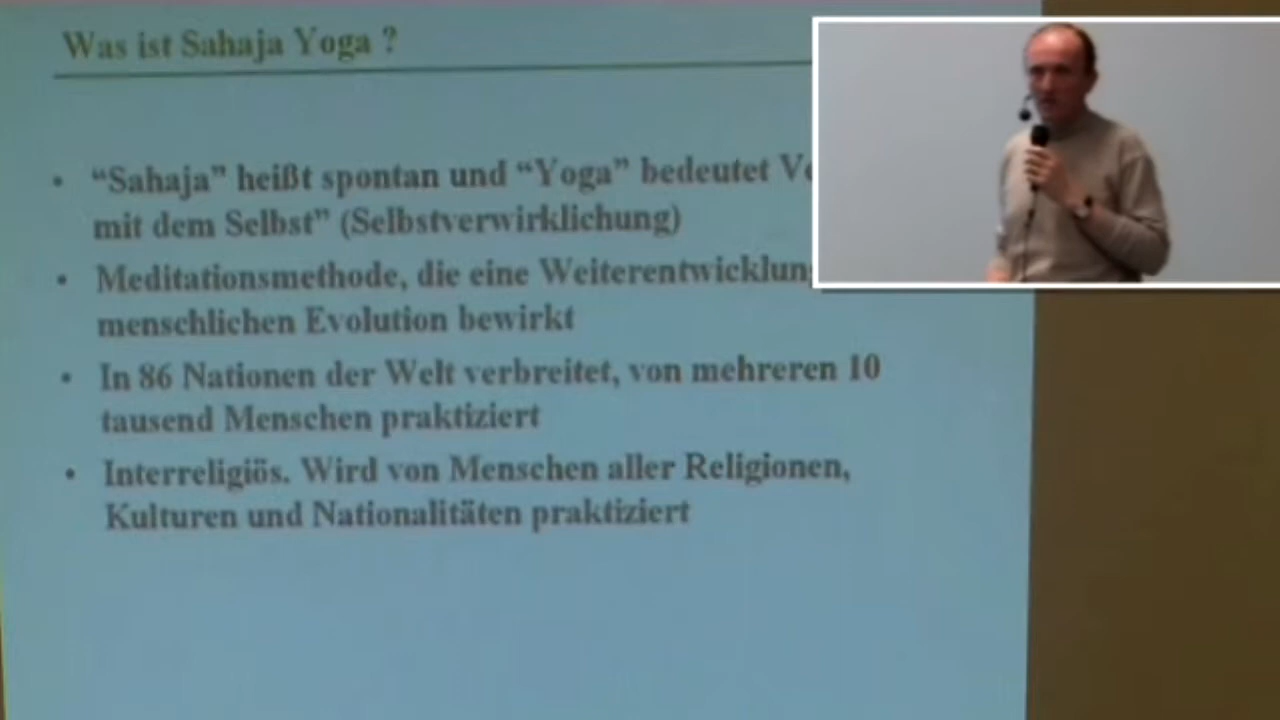 Was ist Sahaja Yoga ?
• “Sahaja” heißt spontan und “Yoga” bedeutet
mit dem Selbst” (Selbstverwirklichung)
• Meditationsmethode, die eine Weiterentwicklung
menschlichen Evolution bewirkt
• In 86 Nationen der Welt verbreitet, von mehreren 10
tausend Menschen praktiziert
• Interreligiös. Wird von Menschen aller Religionen,
Kulturen und Nationalitäten praktiziert